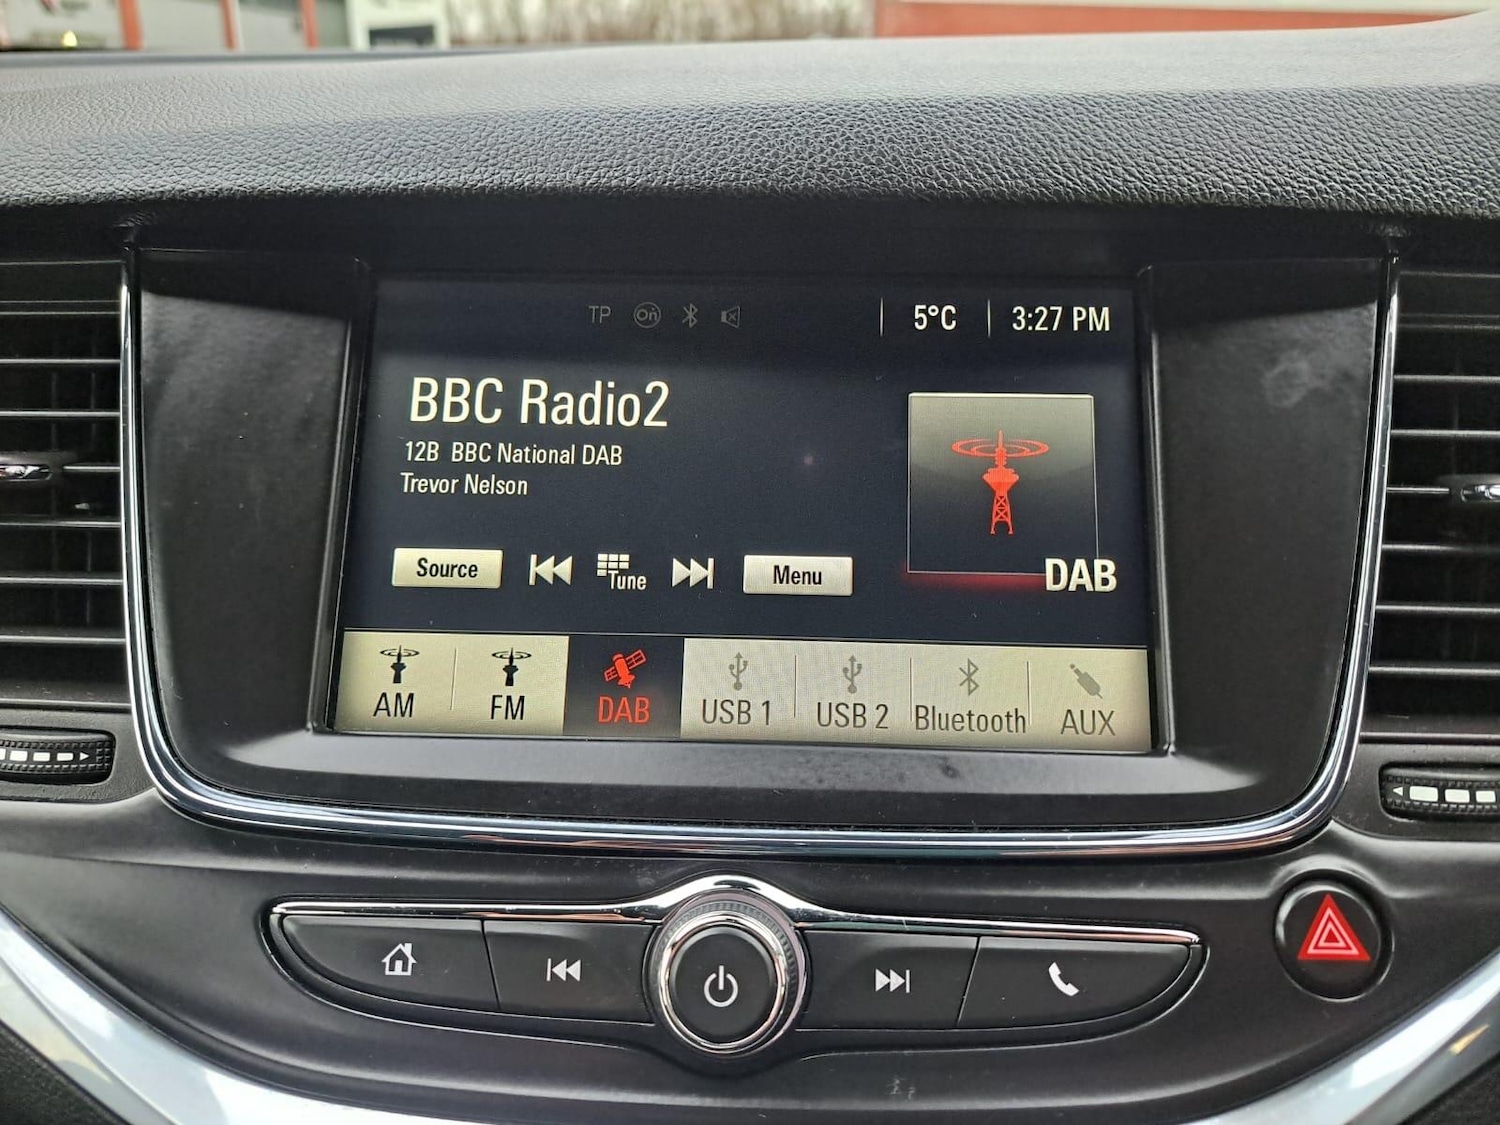 TP On 5°C 3:27 PM
BBC Radio2
12B BBC National DAB
Trevor Nelson
Source Tune Menu
DAB
AM FM DAB USB 1 USB 2 Bluetooth AUX